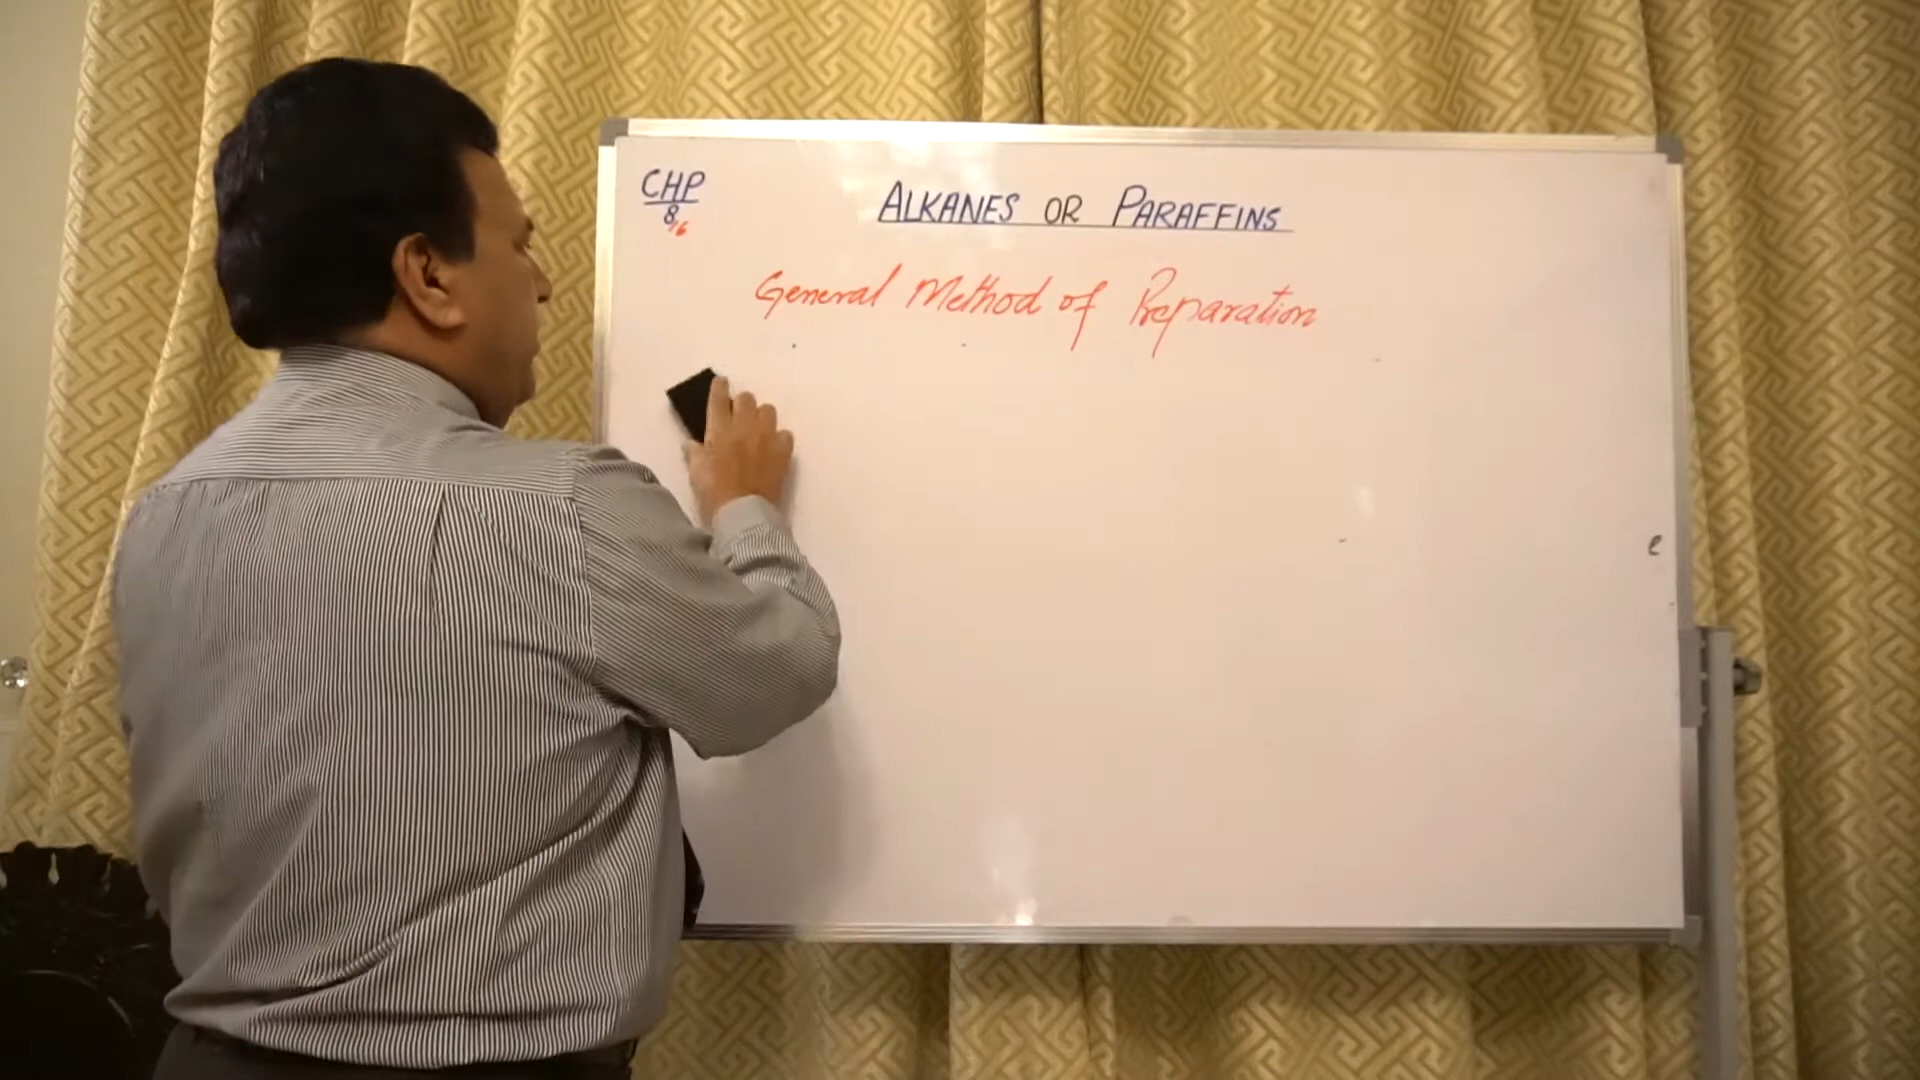 CHP
8/6
ALKANES OR PARAFFINS
General Method of Preparation
e